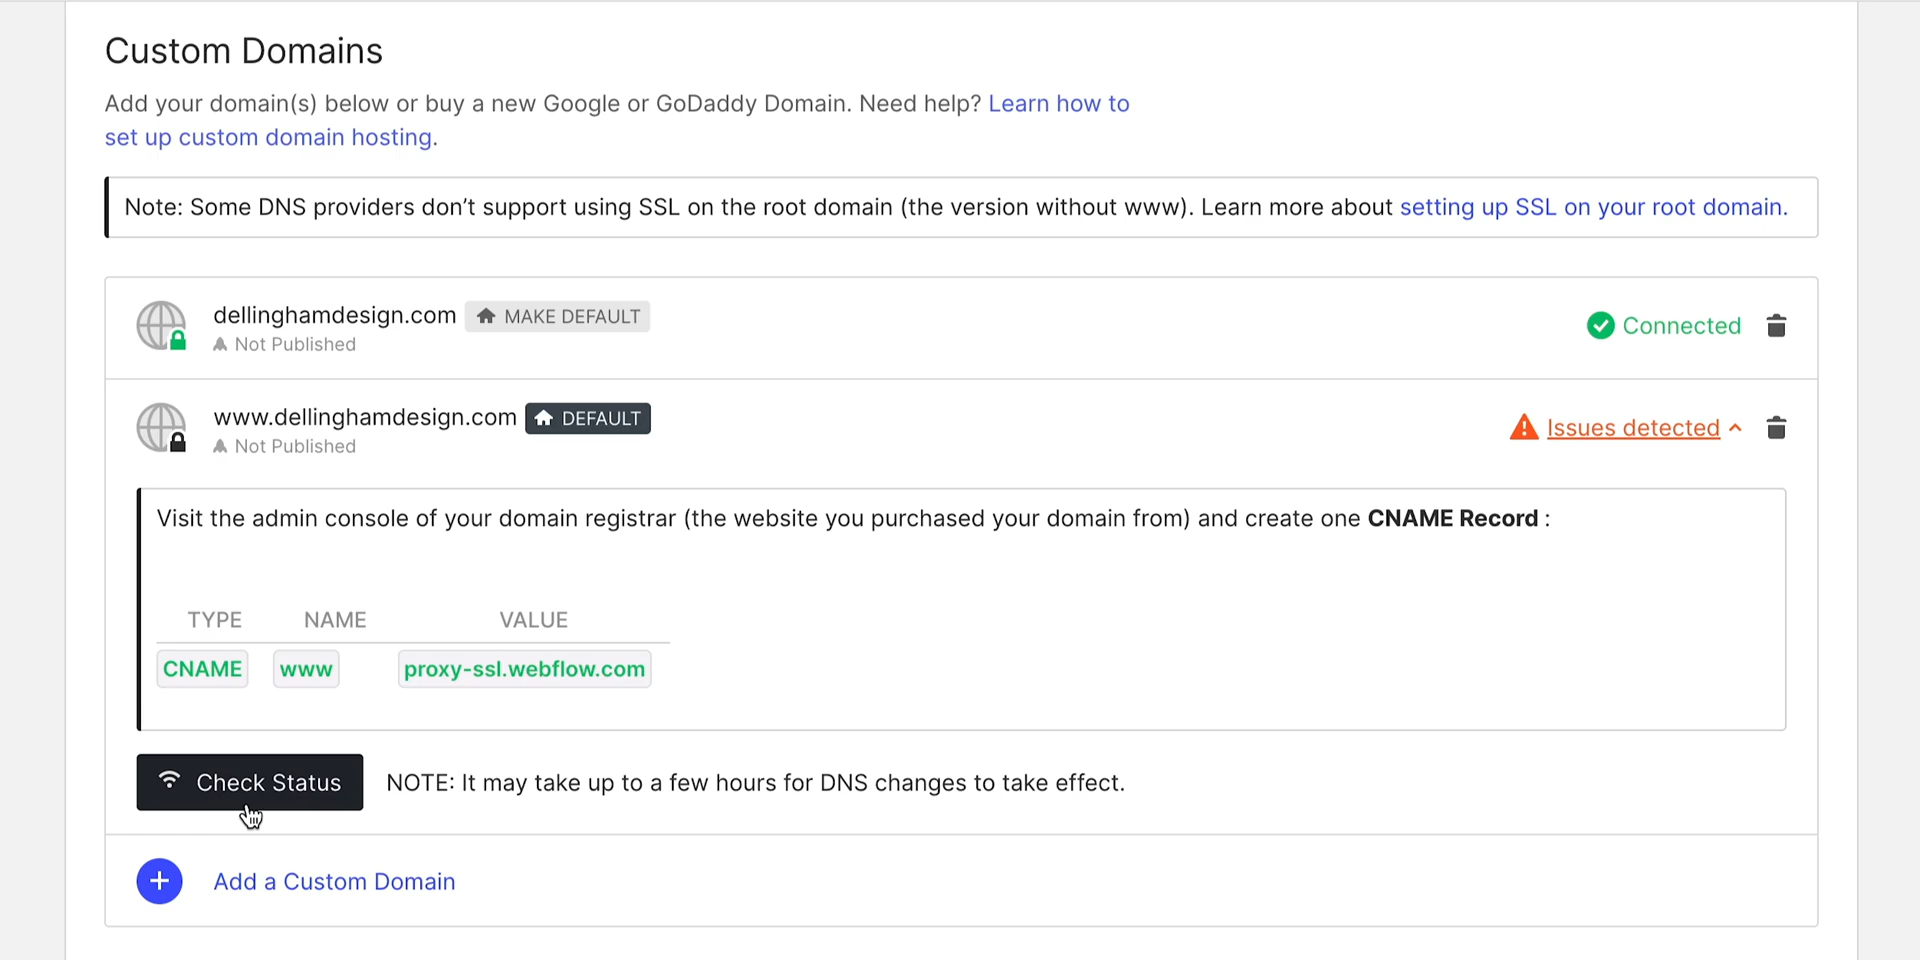 Custom Domains
Add your domain(s) below or buy a new Google or GoDaddy Domain. Need help? Learn how to
set up custom domain hosting.
Note: Some DNS providers don’t support using SSL on the root domain (the version without www). Learn more about setting up SSL on your root domain.
dellinghamdesign.com MAKE DEFAULT
Not Published
Connected
www.dellinghamdesign.com DEFAULT
Not Published
Issues detected
Visit the admin console of your domain registrar (the website you purchased your domain from) and create one CNAME Record :
TYPE NAME VALUE
CNAME www proxy-ssl.webflow.com
Check Status NOTE: It may take up to a few hours for DNS changes to take effect.
Add a Custom Domain